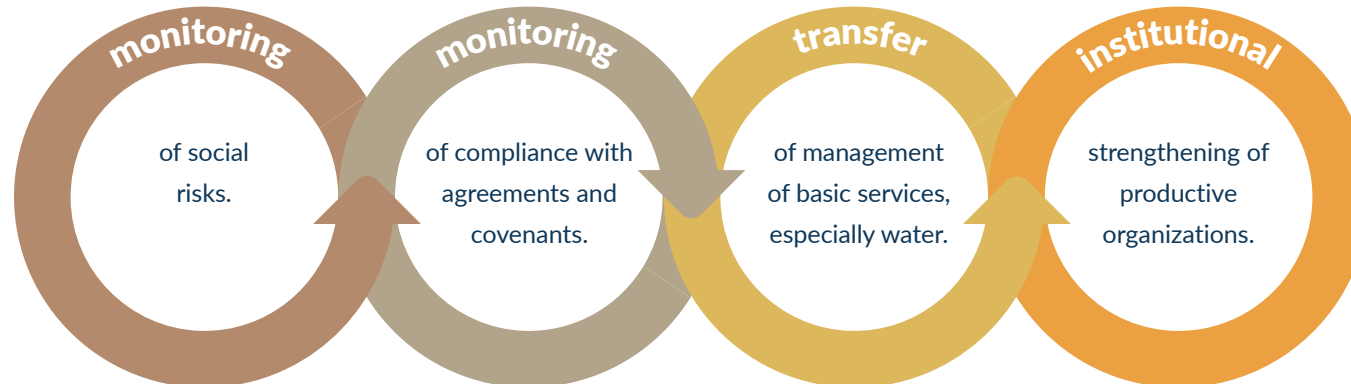 monitoring
of social
risks.
monitoring
of compliance with
agreements and
covenants.
transfer
of management
of basic services,
especially water.
institutional
strengthening of
productive
organizations.